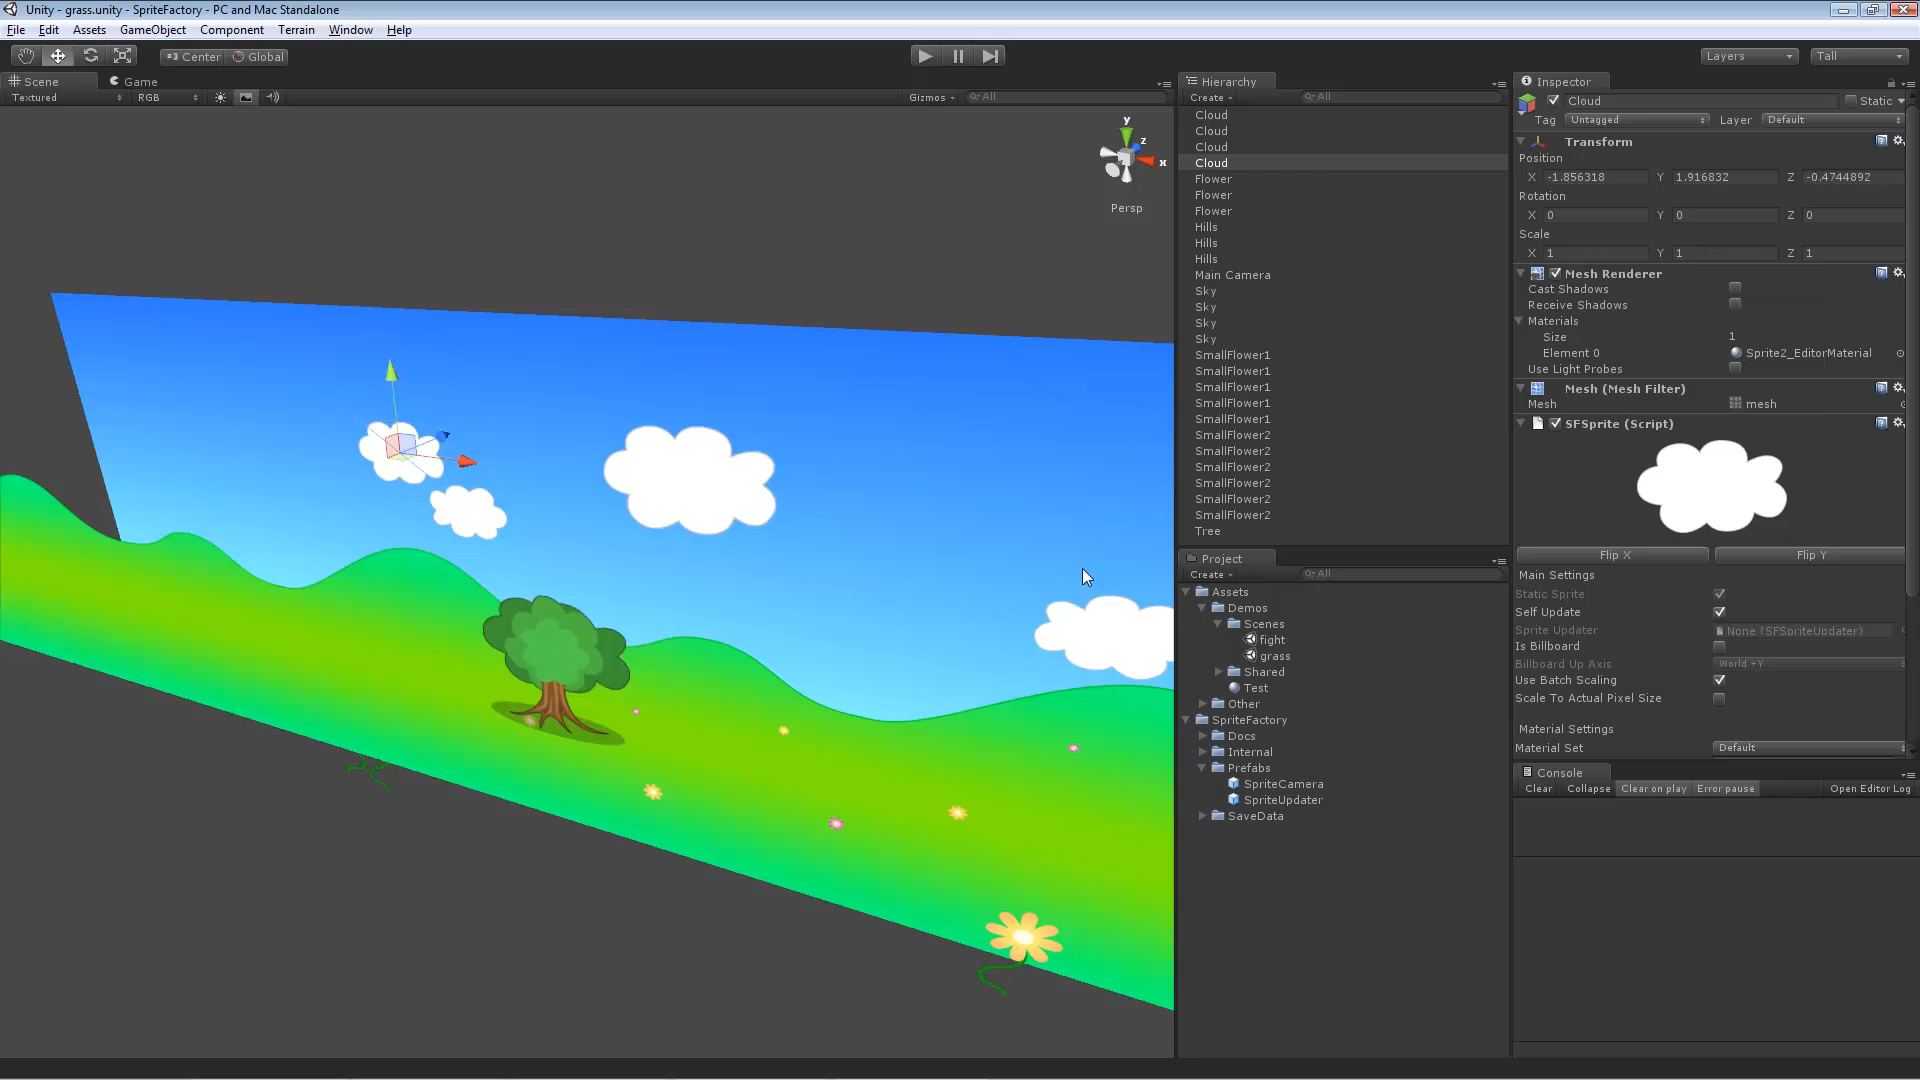 Unity - grass.unity - SpriteFactory - PC and Mac Standalone
File Edit Assets GameObject Component Terrain Window Help
Center Global Layers Tall
Scene Game
Textured RGB Gizmos All
y
z
x
Persp
Hierarchy
Create All
Cloud
Cloud
Cloud
Cloud
Flower
Flower
Flower
Hills
Hills
Hills
Main Camera
Sky
Sky
Sky
Sky
SmallFlower1
SmallFlower1
SmallFlower1
SmallFlower1
SmallFlower1
SmallFlower2
SmallFlower2
SmallFlower2
SmallFlower2
SmallFlower2
SmallFlower2
Tree
Project
Create All
Assets
Demos
Scenes
fight
grass
Shared
Test
Other
SpriteFactory
Docs
Internal
Prefabs
SpriteCamera
SpriteUpdater
SaveData
Inspector
Cloud Static
Tag Untagged Layer Default
Transform
Position
X -1.856318 Y 1.916832 Z -0.4744892
Rotation
X 0 Y 0 Z 0
Scale
X 1 Y 1 Z 1
Mesh Renderer
Cast Shadows
Receive Shadows
Materials
Size 1
Element 0 Sprite2_EditorMaterial
Use Light Probes
Mesh (Mesh Filter)
Mesh mesh
SFSprite (Script)
Flip X Flip Y
Main Settings
Static Sprite
Self Update
Sprite Updater None (SFSpriteUpdater)
Is Billboard
Billboard Up Axis World +Y
Use Batch Scaling
Scale To Actual Pixel Size
Material Settings
Material Set Default
Console
Clear Collapse Clear on play Error pause Open Editor Log